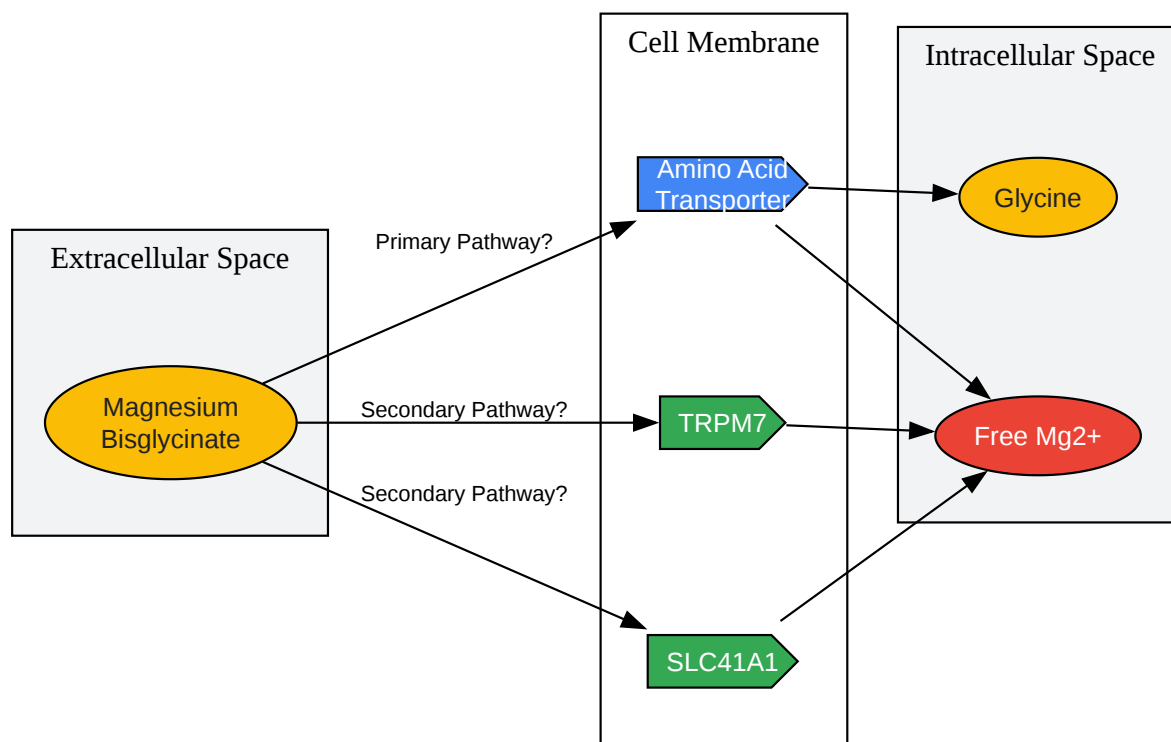 Extracellular Space
Magnesium
Bisglycinate
Primary Pathway?
Secondary Pathway?
Secondary Pathway?
Cell Membrane
Amino Acid
Transporter
TRPM7
SLC41A1
Intracellular Space
Glycine
Free Mg2+